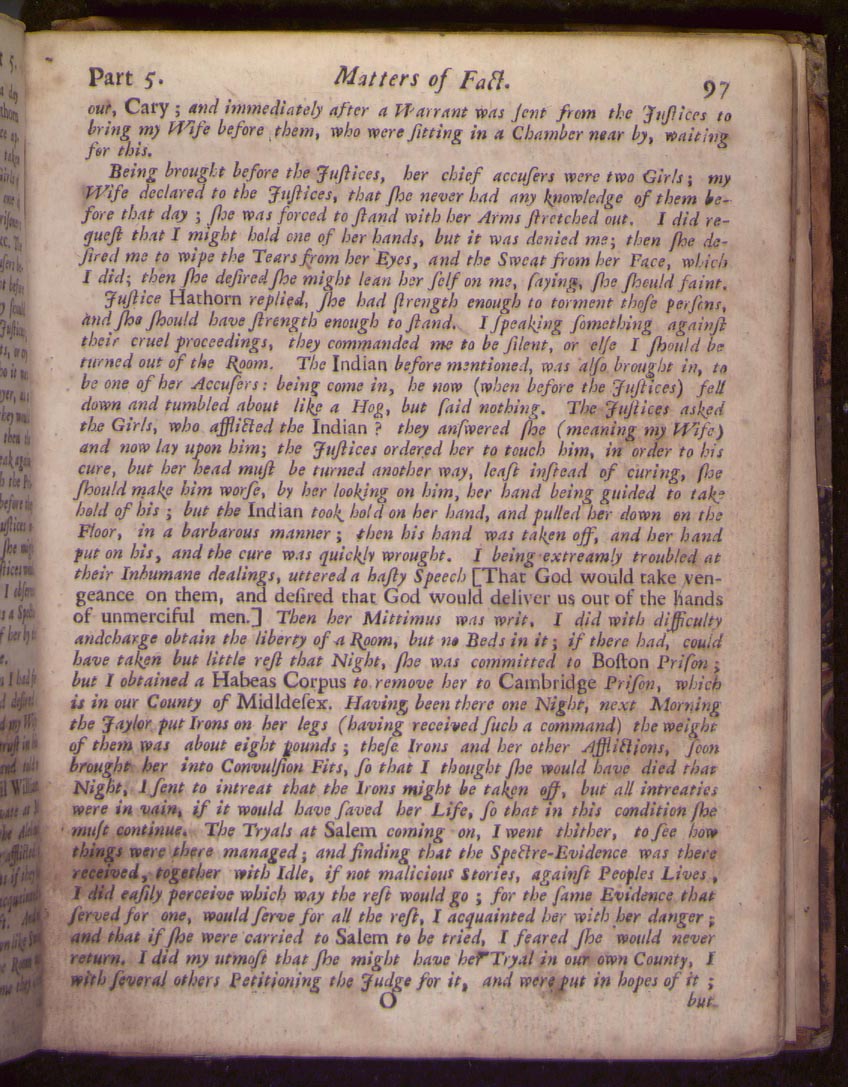 Part 5. Matters of Fact. 97
out, Cary; and immediately after a Warrant was ſent from the Juſtices to
bring my Wife before them, who were ſitting in a Chamber near by, waiting
for this.
Being brought before the Juſtices, her chief accuſers were two Girls; my
Wife declared to the Juſtices, that ſhe never had any knowledge of them be-
fore that day; ſhe was forced to ſtand with her Arms ſtretched out. I did re-
queſt that I might hold one of her hands, but it was denied me; then ſhe de-
ſired me to wipe the Tears from her Eyes, and the Sweat from her Face, which
I did; then ſhe deſired ſhe might lean her ſelf on me, ſaying, ſhe ſhould faint.
Juſtice Hathorn replied, ſhe had ſtrength enough to torment thoſe perſons,
and ſhe ſhould have ſtrength enough to ſtand. I ſpeaking ſomething againſt
their cruel proceedings, they commanded me to be ſilent, or elſe I ſhould be
turned out of the Room. The Indian before mentioned, was alſo brought in, to
be one of her Accuſers: being come in, he now (when before the Juſtices) fell
down and tumbled about like a Hog, but ſaid nothing. The Juſtices asked
the Girls, who afflicted the Indian? they anſwered ſhe (meaning my Wife)
and now lay upon him; the Juſtices ordered her to touch him, in order to his
cure, but her head muſt be turned another way, leaſt inſtead of curing, ſhe
ſhould make him worſe, by her looking on him, her hand being guided to take
hold of his; but the Indian took hold on her hand, and pulled her down on the
Floor, in a barbarous manner; then his hand was taken off, and her hand
put on his, and the cure was quickly wrought. I being extreamly troubled at
their Inhumane dealings, uttered a haſty Speech [That God would take ven-
geance on them, and deſired that God would deliver us out of the hands
of unmerciful men.] Then her Mittimus was writ. I did with difficulty
andcharge obtain the liberty of a Room, but no Beds in it; if there had, could
have taken but little reſt that Night, ſhe was committed to Boſton Priſon;
but I obtained a Habeas Corpus to remove her to Cambridge Priſon, which
is in our County of Midldeſex. Having been there one Night, next Morning
the Jaylor put Irons on her legs (having received ſuch a command) the weight
of them was about eight pounds; theſe Irons and her other Afflictions, ſoon
brought her into Convulſion Fits, ſo that I thought ſhe would have died that
Night, I ſent to intreat that the Irons might be taken off, but all intreaties
were in vain, if it would have ſaved her Life, ſo that in this condition ſhe
muſt continue. The Tryals at Salem coming on, I went thither, to ſee how
things were there managed; and finding that the Spectre-Evidence was there
received, together with Idle, if not malicious Stories, againſt Peoples Lives,
I did eaſily perceive which way the reſt would go; for the ſame Evidence that
ſerved for one, would ſerve for all the reſt, I acquainted her with her danger;
and that if ſhe were carried to Salem to be tried, I feared ſhe would never
return. I did my utmoſt that ſhe might have her Tryal in our own County, I
with ſeveral others Petitioning the Judge for it, and were put in hopes of it;
O but